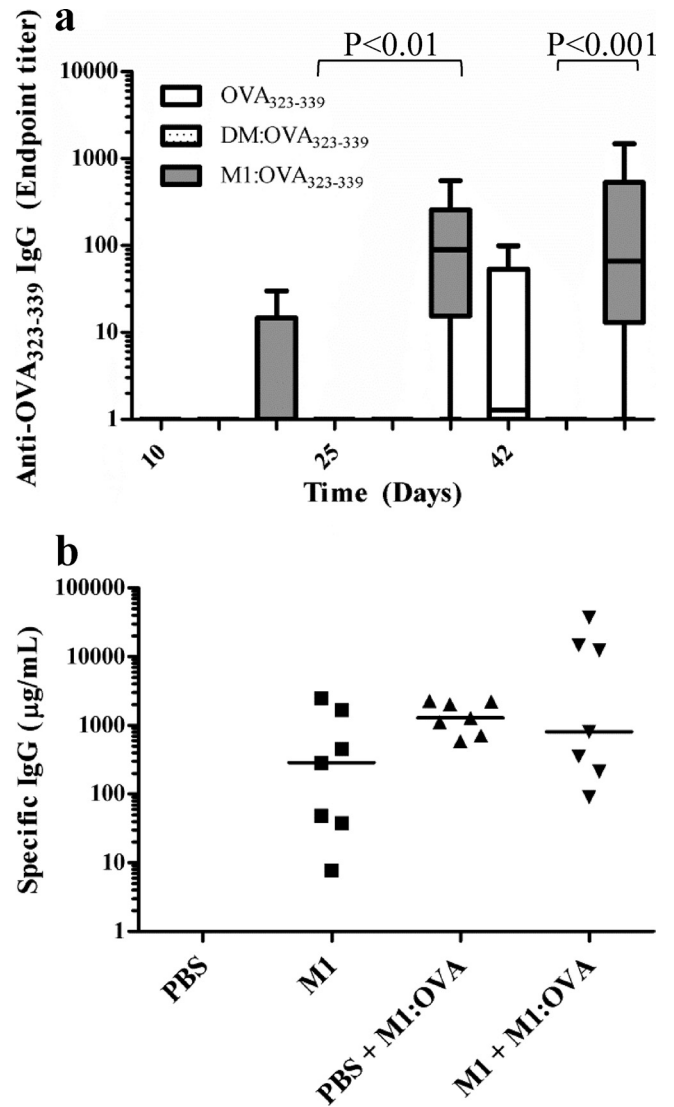 a
P<0.01
P<0.001
Anti-OVA323-339 IgG (Endpoint titer)
10000
1000
100
10
1
OVA323-339
DM:OVA323-339
M1:OVA323-339
10
25
42
Time (Days)
b
Specific IgG (µg/mL)
100000
10000
1000
100
10
1
PBS
M1
PBS + M1:OVA
M1 + M1:OVA